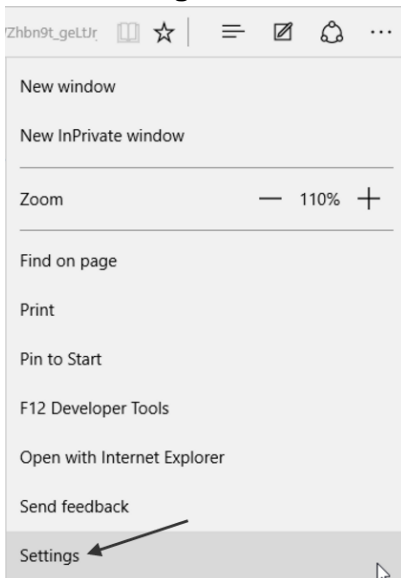 New window
New InPrivate window
Zoom — 110% +
Find on page
Print
Pin to Start
F12 Developer Tools
Open with Internet Explorer
Send feedback
Settings